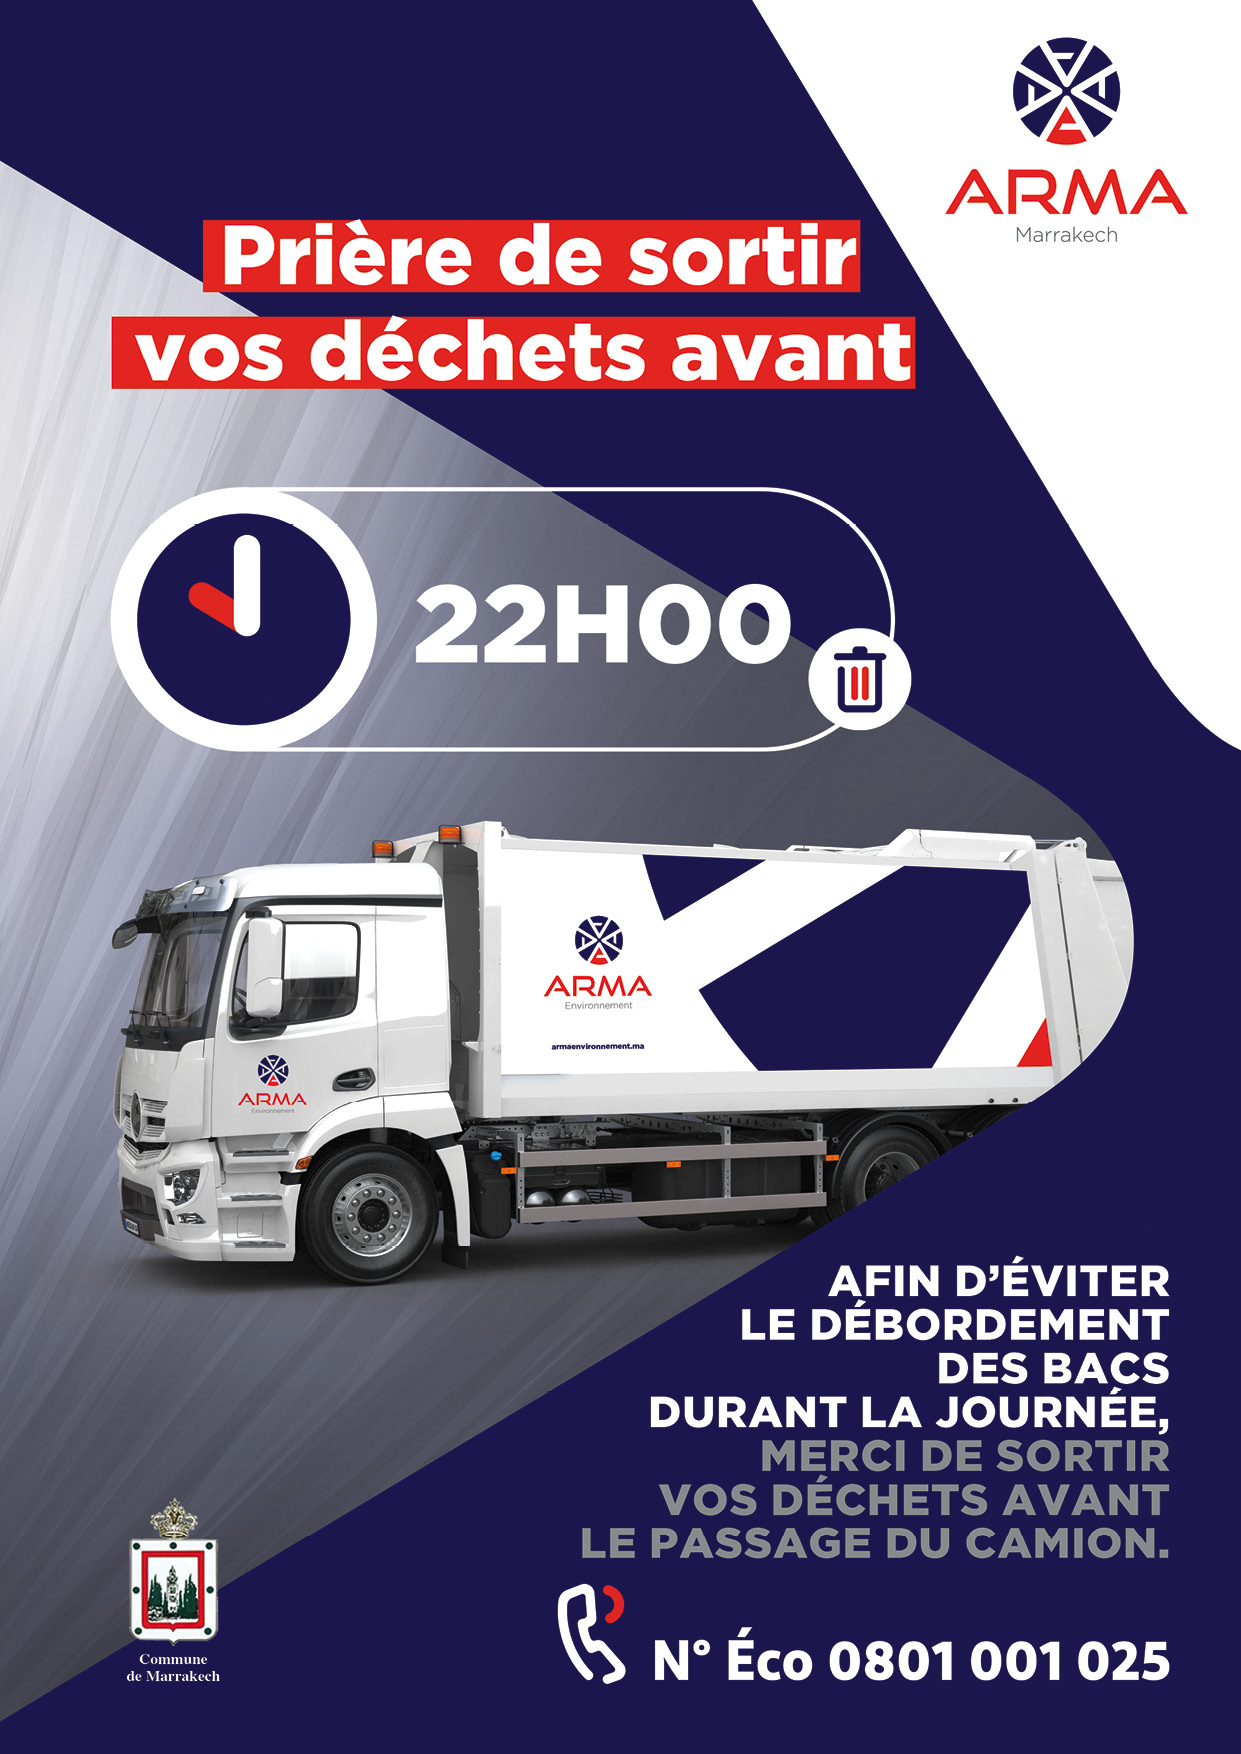 ARMA
Marrakech
Prière de sortir
vos déchets avant
22H00
ARMA
Environnement
armaenvironnement.ma
ARMA
Environnement
AFIN D'ÉVITER
LE DÉBORDEMENT
DES BACS
DURANT LA JOURNÉE,
MERCI DE SORTIR
VOS DÉCHETS AVANT
LE PASSAGE DU CAMION.
N° Éco 0801 001 025
Commune
de Marrakech